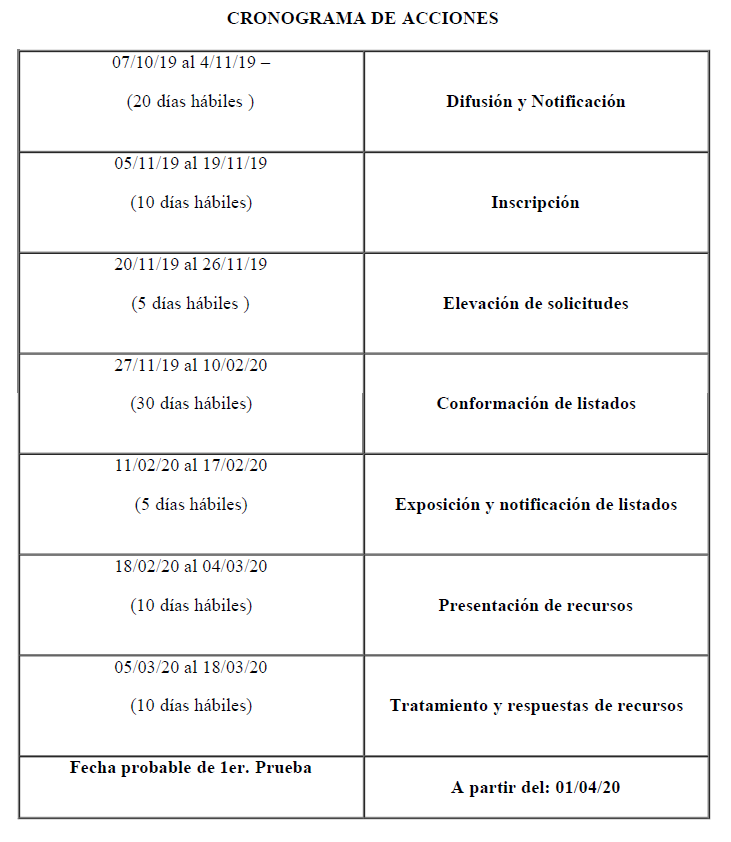 CRONOGRAMA DE ACCIONES
07/10/19 al 4/11/19 –
(20 días hábiles )
Difusión y Notificación
05/11/19 al 19/11/19
(10 días hábiles)
Inscripción
20/11/19 al 26/11/19
(5 días hábiles )
Elevación de solicitudes
27/11/19 al 10/02/20
(30 días hábiles)
Conformación de listados
11/02/20 al 17/02/20
(5 días hábiles)
Exposición y notificación de listados
18/02/20 al 04/03/20
(10 días hábiles)
Presentación de recursos
05/03/20 al 18/03/20
(10 días hábiles)
Tratamiento y respuestas de recursos
Fecha probable de 1er. Prueba
A partir del: 01/04/20